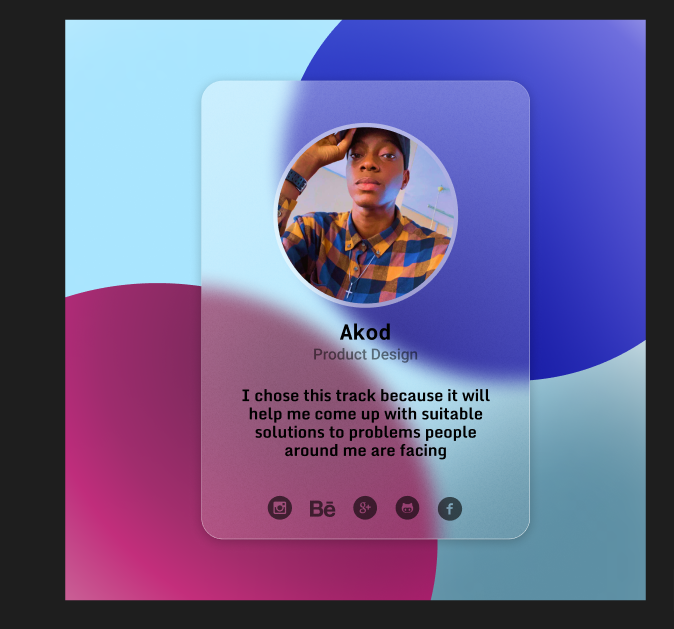 Akod
Product Design
I chose this track because it will
help me come up with suitable
solutions to problems people
around me are facing
Bē
g+
f